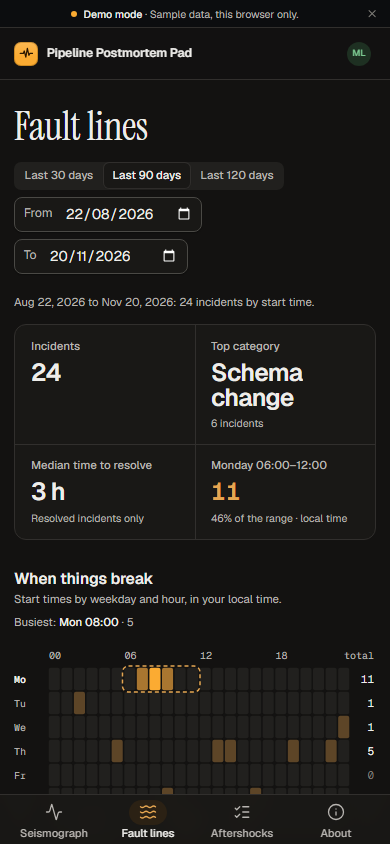 Demo mode · Sample data, this browser only.
Pipeline Postmortem Pad
ML
Fault lines
Last 30 days Last 90 days Last 120 days
From 22/08/2026
To 20/11/2026
Aug 22, 2026 to Nov 20, 2026: 24 incidents by start time.
Incidents
24
Top category
Schema
change
6 incidents
Median time to resolve
3 h
Resolved incidents only
Monday 06:00–12:00
11
46% of the range · local time
When things break
Start times by weekday and hour, in your local time.
Busiest: Mon 08:00 · 5
00 06 12 18 total
Mo 11
Tu 1
We 1
Th 5
Fr 0
Seismograph Fault lines Aftershocks About